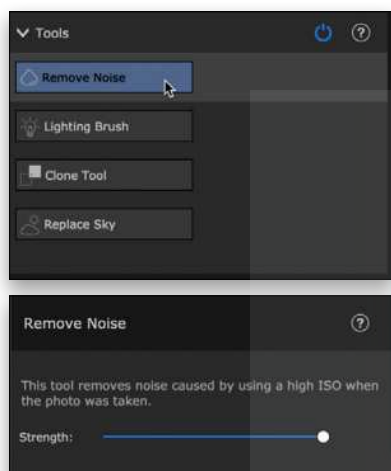 Tools
?
Remove Noise
Lighting Brush
Clone Tool
Replace Sky
Remove Noise
?
This tool removes noise caused by using a high ISO when
the photo was taken.
Strength: